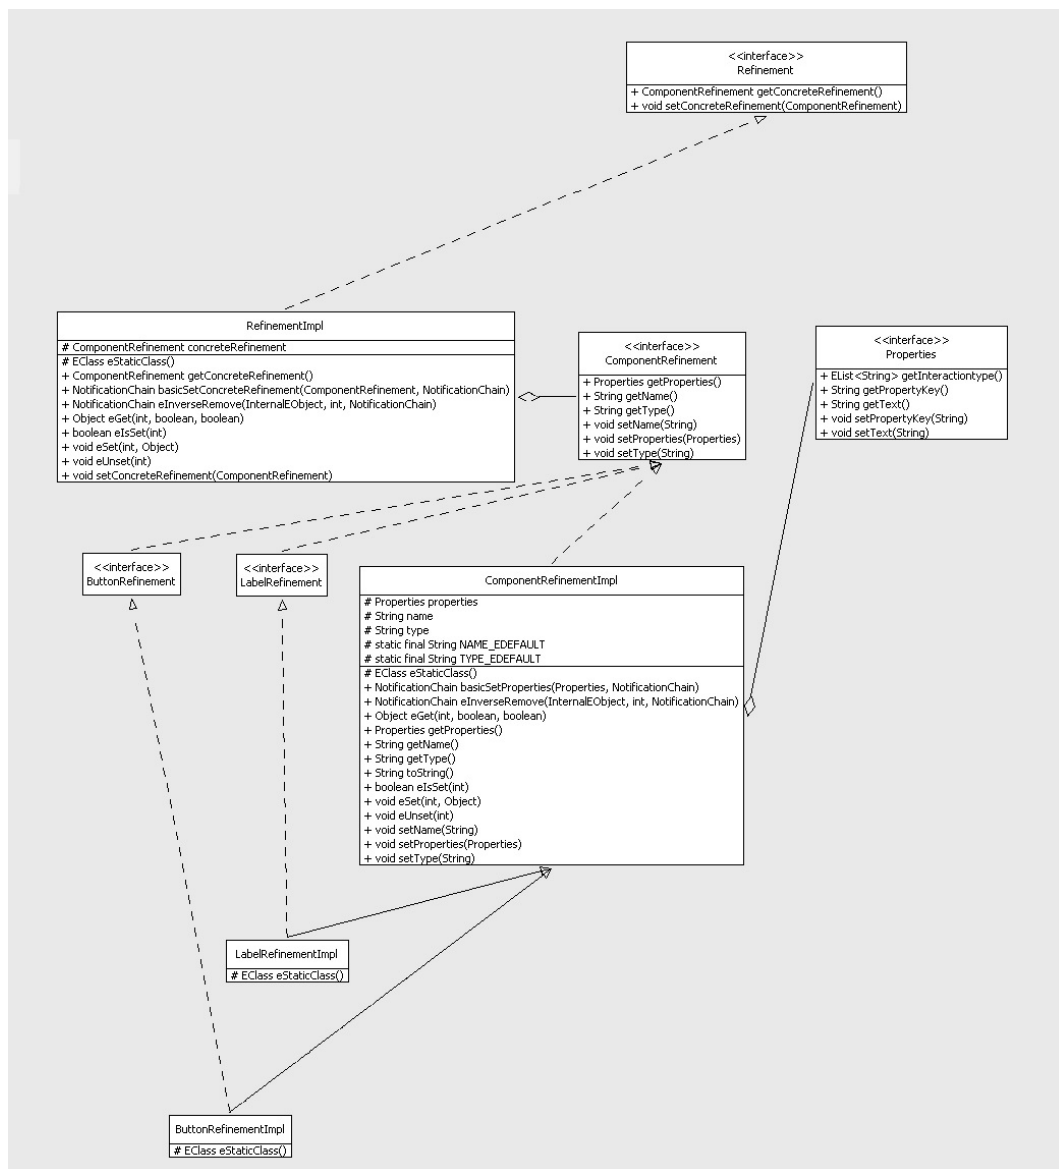 <<interface>>
Refinement
+ ComponentRefinement getConcreteRefinement()
+ void setConcreteRefinement(ComponentRefinement)
RefinementImpl
# ComponentRefinement concreteRefinement
# EClass eStaticClass()
+ ComponentRefinement getConcreteRefinement()
+ NotificationChain basicSetConcreteRefinement(ComponentRefinement, NotificationChain)
+ NotificationChain eInverseRemove(InternalEObject, int, NotificationChain)
+ Object eGet(int, boolean, boolean)
+ boolean eIsSet(int)
+ void eSet(int, Object)
+ void eUnset(int)
+ void setConcreteRefinement(ComponentRefinement)
<<interface>>
ComponentRefinement
+ Properties getProperties()
+ String getName()
+ String getType()
+ void setName(String)
+ void setProperties(Properties)
+ void setType(String)
<<interface>>
Properties
+ EList<String> getInteractiontype()
+ String getPropertyKey()
+ String getText()
+ void setPropertyKey(String)
+ void setText(String)
<<interface>>
ButtonRefinement
<<interface>>
LabelRefinement
ComponentRefinementImpl
# Properties properties
# String name
# String type
# static final String NAME_EDEFAULT
# static final String TYPE_EDEFAULT
# EClass eStaticClass()
+ NotificationChain basicSetProperties(Properties, NotificationChain)
+ NotificationChain eInverseRemove(InternalEObject, int, NotificationChain)
+ Object eGet(int, boolean, boolean)
+ Properties getProperties()
+ String getName()
+ String getType()
+ String toString()
+ boolean eIsSet(int)
+ void eSet(int, Object)
+ void eUnset(int)
+ void setName(String)
+ void setProperties(Properties)
+ void setType(String)
LabelRefinementImpl
# EClass eStaticClass()
ButtonRefinementImpl
# EClass eStaticClass()